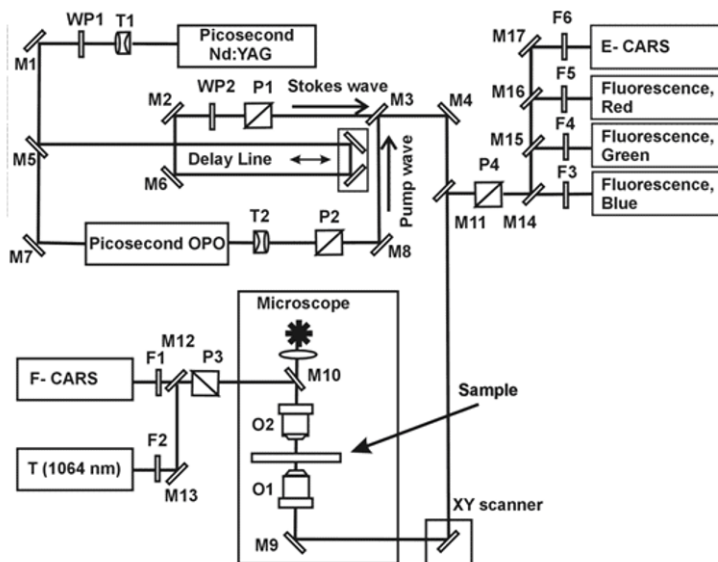 WP1
T1
M1
Picosecond
Nd:YAG
M17
F6
E- CARS
M2
WP2
P1
Stokes wave
M3
M4
M16
F5
Fluorescence,
Red
M5
Delay Line
M6
Pump wave
M15
F4
Fluorescence,
Green
P4
F3
Fluorescence,
Blue
M11
M14
M7
Picosecond OPO
T2
P2
M8
Microscope
M12
F1
P3
M10
F- CARS
Sample
O2
F2
T (1064 nm)
M13
O1
XY scanner
M9